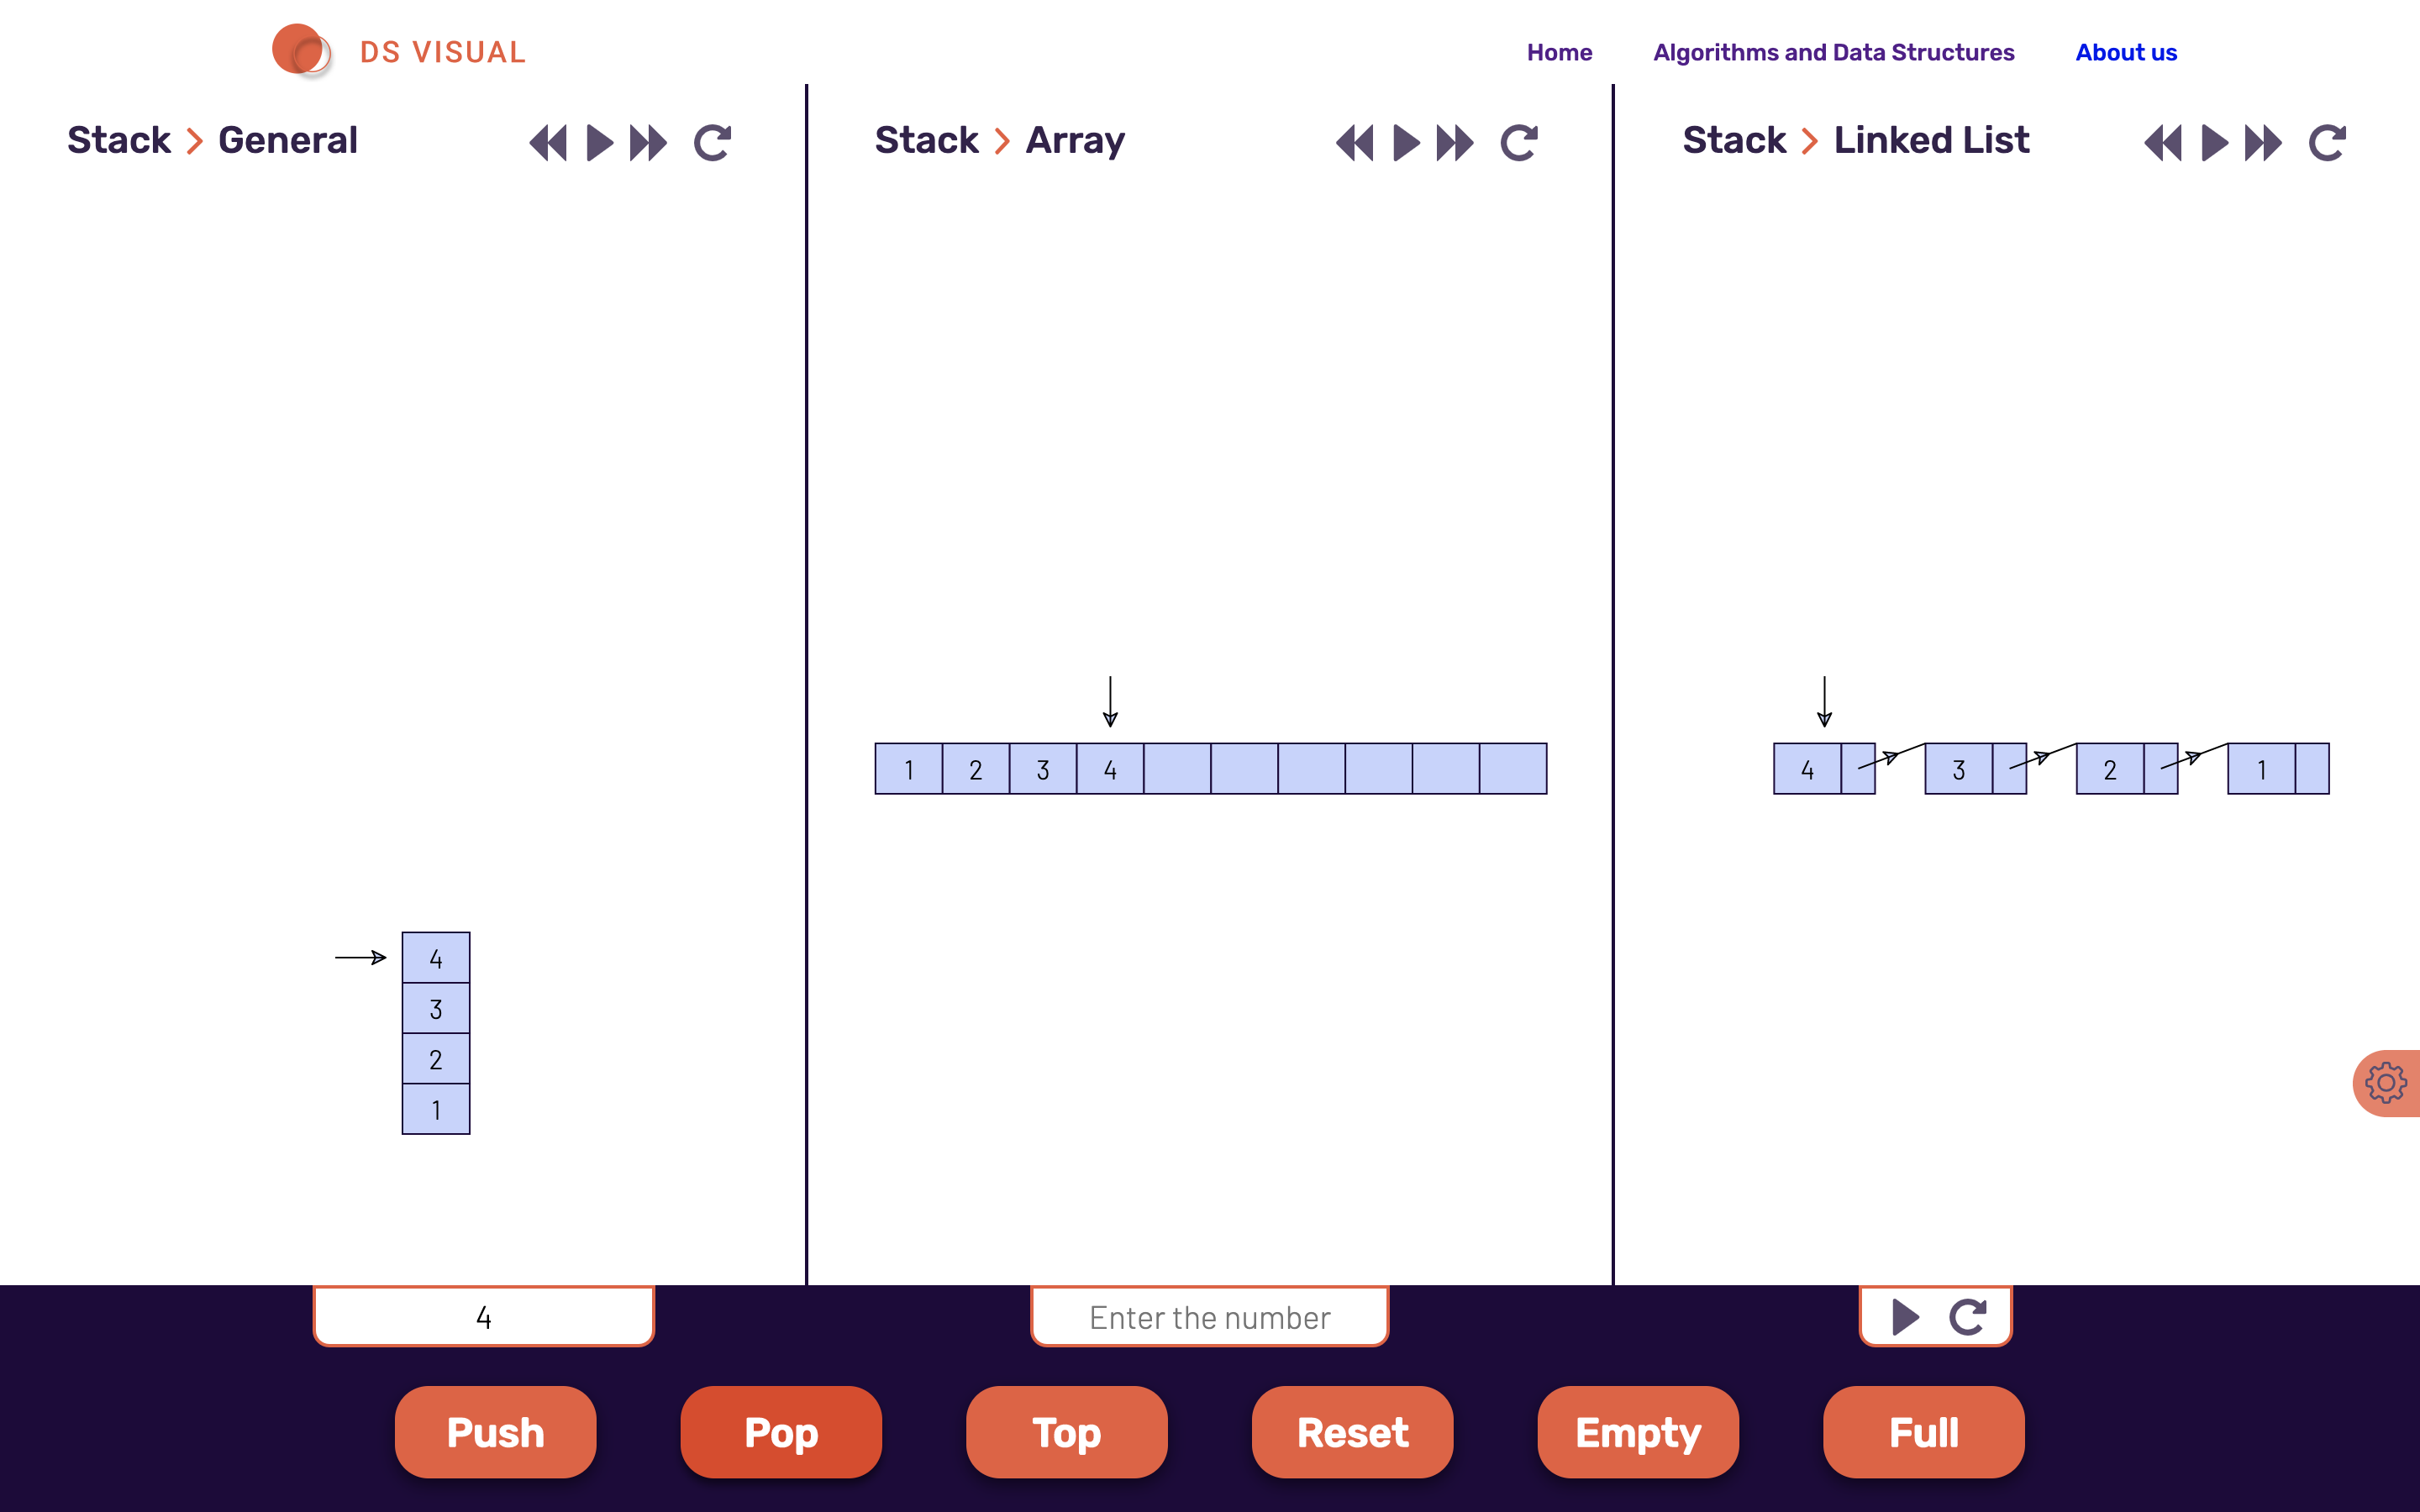 DS VISUAL
Home Algorithms and Data Structures About us
Stack General
Stack Array
Stack Linked List
1 2 3 4
4 3 2 1
4
3
2
1
4
Enter the number
Push Pop Top Reset Empty Full